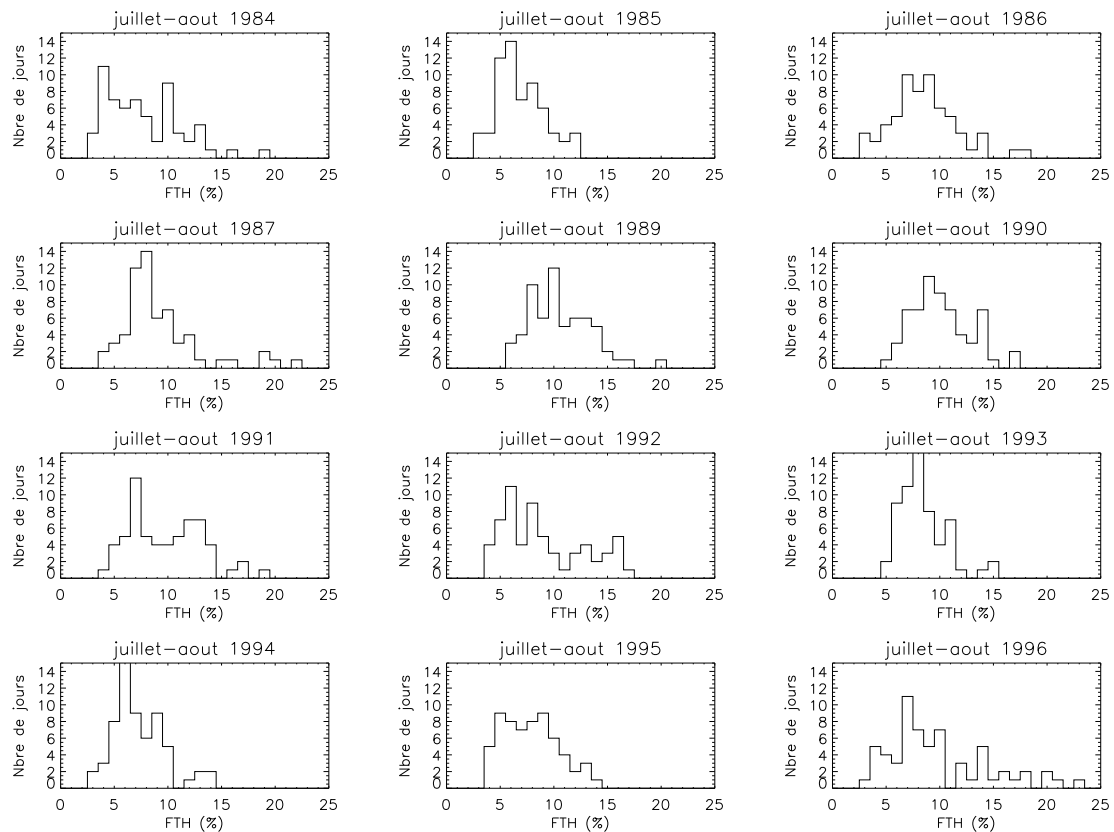 juillet-aout 1984
juillet-aout 1985
juillet-aout 1986
Nbre de jours
14
12
10
8
6
4
2
0
Nbre de jours
14
12
10
8
6
4
2
0
Nbre de jours
14
12
10
8
6
4
2
0
0 5 10 15 20 25
0 5 10 15 20 25
0 5 10 15 20 25
FTH (%)
FTH (%)
FTH (%)
juillet-aout 1987
juillet-aout 1989
juillet-aout 1990
Nbre de jours
14
12
10
8
6
4
2
0
Nbre de jours
14
12
10
8
6
4
2
0
Nbre de jours
14
12
10
8
6
4
2
0
0 5 10 15 20 25
0 5 10 15 20 25
0 5 10 15 20 25
FTH (%)
FTH (%)
FTH (%)
juillet-aout 1991
juillet-aout 1992
juillet-aout 1993
Nbre de jours
14
12
10
8
6
4
2
0
Nbre de jours
14
12
10
8
6
4
2
0
Nbre de jours
14
12
10
8
6
4
2
0
0 5 10 15 20 25
0 5 10 15 20 25
0 5 10 15 20 25
FTH (%)
FTH (%)
FTH (%)
juillet-aout 1994
juillet-aout 1995
juillet-aout 1996
Nbre de jours
14
12
10
8
6
4
2
0
Nbre de jours
14
12
10
8
6
4
2
0
Nbre de jours
14
12
10
8
6
4
2
0
0 5 10 15 20 25
0 5 10 15 20 25
0 5 10 15 20 25
FTH (%)
FTH (%)
FTH (%)